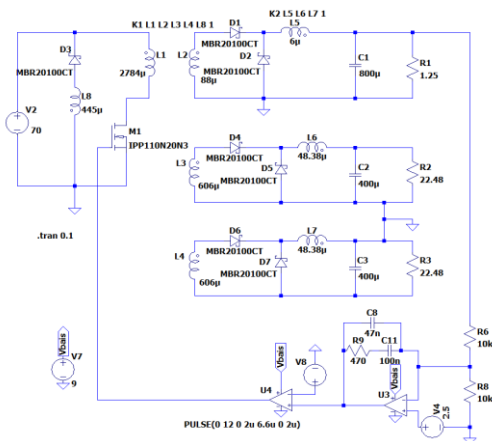 K1 L1 L2 L3 L4 L8 1
D1
K2 L5 L6 L7 1
L5
6µ
MBR20100CT
D3
MBR20100CT
L1
2784µ
L2
88µ
D2
MBR20100CT
C1
800µ
R1
1.25
L8
445µ
V2
70
M1
IPP110N20N3
D4
MBR20100CT
L6
48.38µ
L3
606µ
D5
MBR20100CT
C2
400µ
R2
22.48
.tran 0.1
D6
MBR20100CT
L7
48.38µ
L4
606µ
D7
MBR20100CT
C3
400µ
R3
22.48
Vbais
V7
9
C8
47n
R9
470
C11
100n
R6
10k
Vbais
V8
U4
Vbais
U3
V4
2.5
R8
10k
PULSE(0 12 0 2u 6.6u 0 2u)